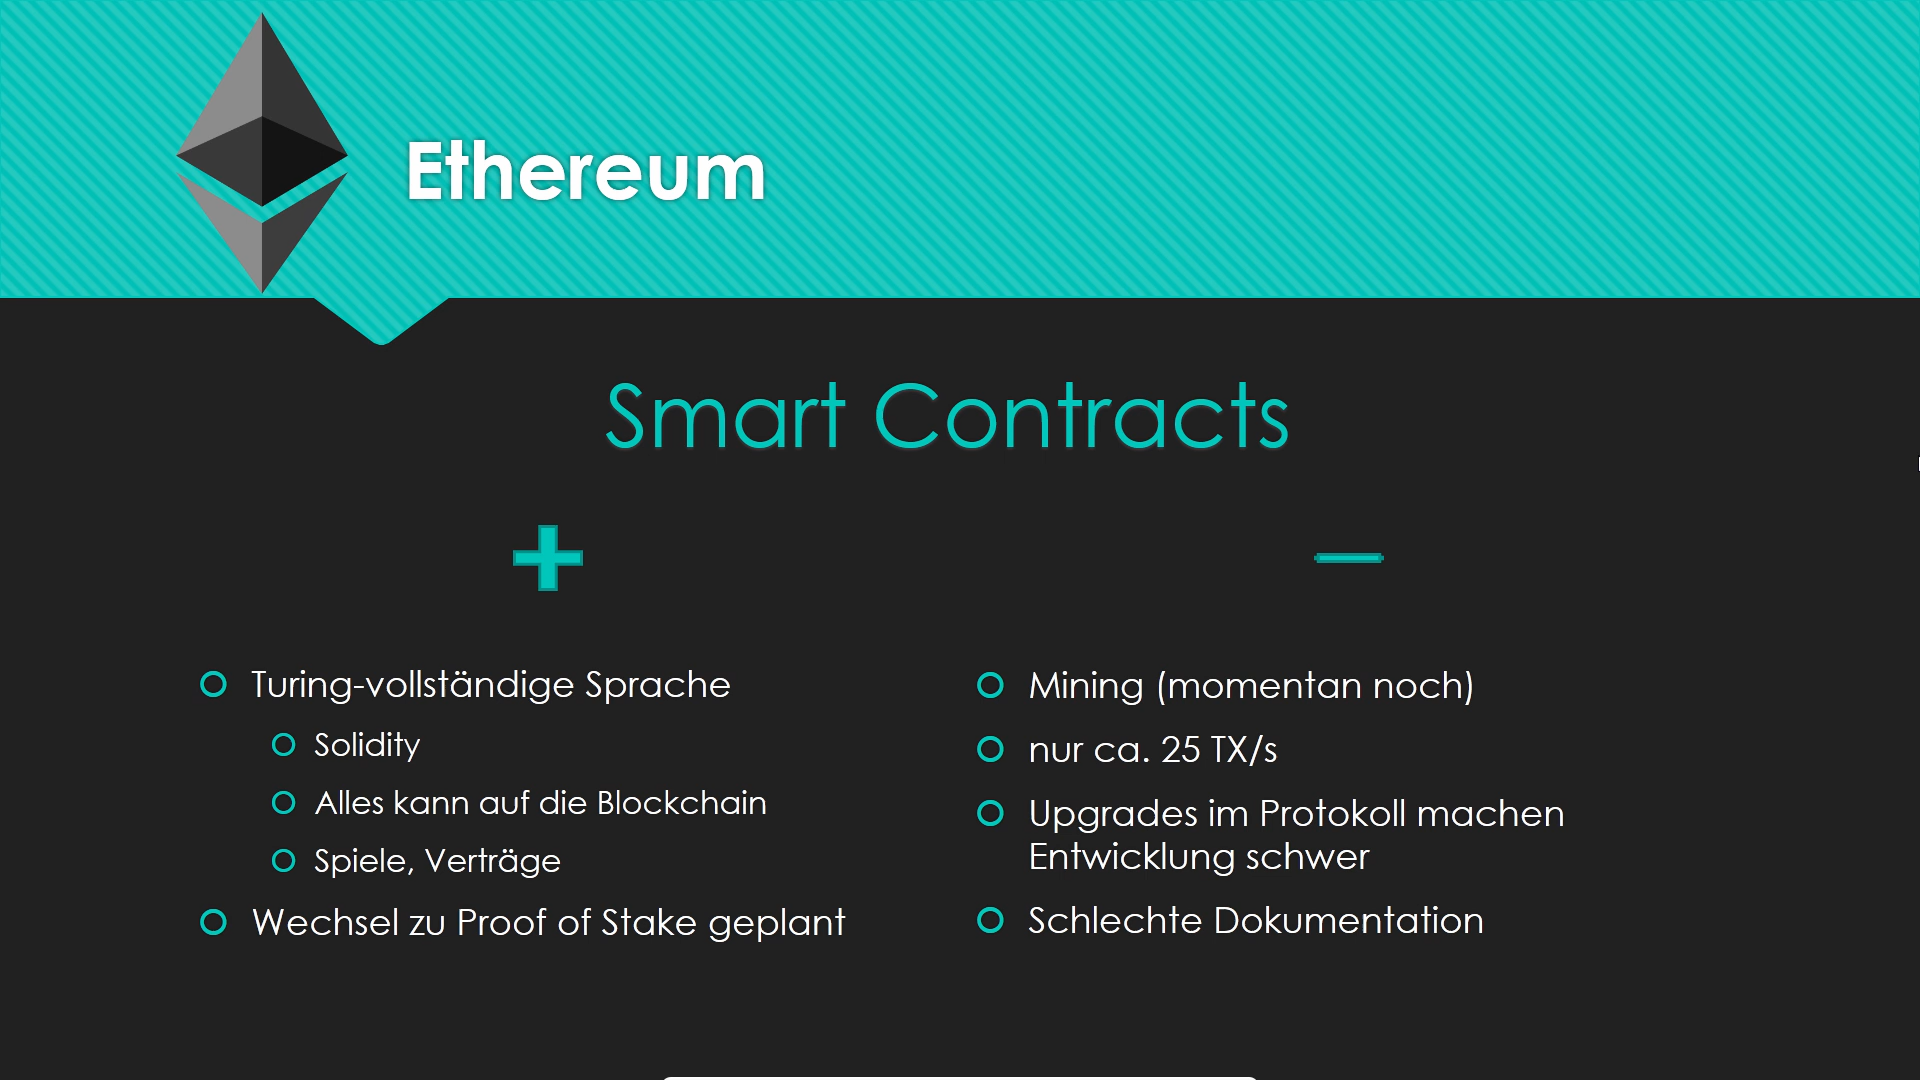 Ethereum
Smart Contracts
Turing-vollständige Sprache
Solidity
Alles kann auf die Blockchain
Spiele, Verträge
Wechsel zu Proof of Stake geplant
Mining (momentan noch)
nur ca. 25 TX/s
Upgrades im Protokoll machen
Entwicklung schwer
Schlechte Dokumentation